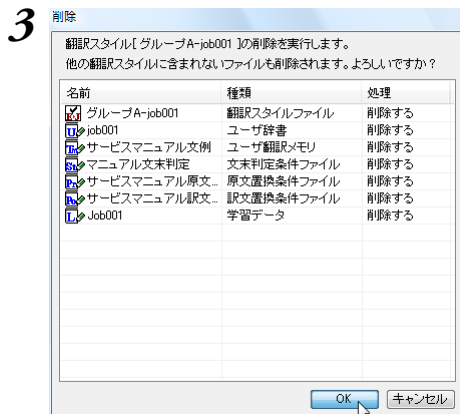 3
削除
翻訳スタイル[ グループA-job001 ]の削除を実行します。
他の翻訳スタイルに含まれないファイルも削除されます。よろしいですか？
名前 種類 処理
グループA-job001 翻訳スタイルファイル 削除する
job001 ユーザ辞書 削除する
サービスマニュアル文例 ユーザ翻訳メモリ 削除する
マニュアル文末判定 文末判定条件ファイル 削除する
サービスマニュアル原文... 原文置換条件ファイル 削除する
サービスマニュアル訳文... 訳文置換条件ファイル 削除する
Job001 学習データ 削除する
OK キャンセル